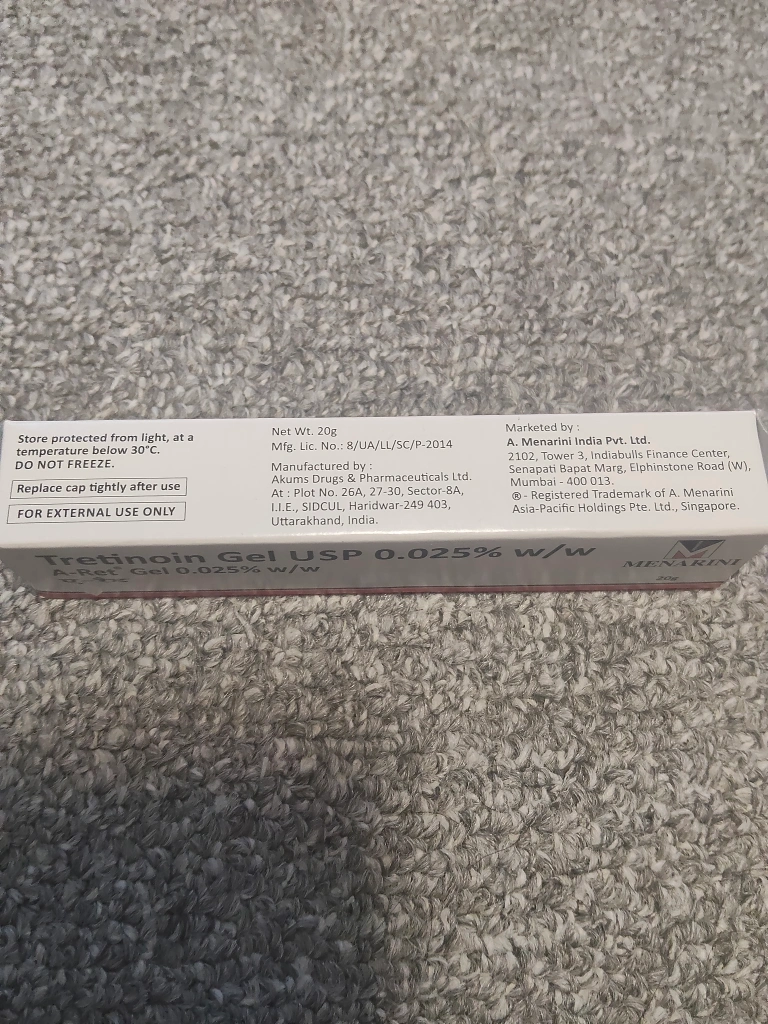 Store protected from light, at a
temperature below 30°C.
DO NOT FREEZE.
Replace cap tightly after use
FOR EXTERNAL USE ONLY
Net Wt. 20g
Mfg. Lic. No.: 8/UA/LL/SC/P-2014
Manufactured by :
Akums Drugs & Pharmaceuticals Ltd.
At : Plot No. 26A, 27-30, Sector-8A,
I.I.E., SIDCUL, Haridwar-249 403,
Uttarakhand, India.
Marketed by :
A. Menarini India Pvt. Ltd.
2102, Tower 3, Indiabulls Finance Center,
Senapati Bapat Marg, Elphinstone Road (W),
Mumbai - 400 013.
® - Registered Trademark of A. Menarini
Asia-Pacific Holdings Pte. Ltd., Singapore.
Tretinoin Gel USP 0.025% w/w
A-Ret® Gel 0.025% w/w
MENARINI
20g